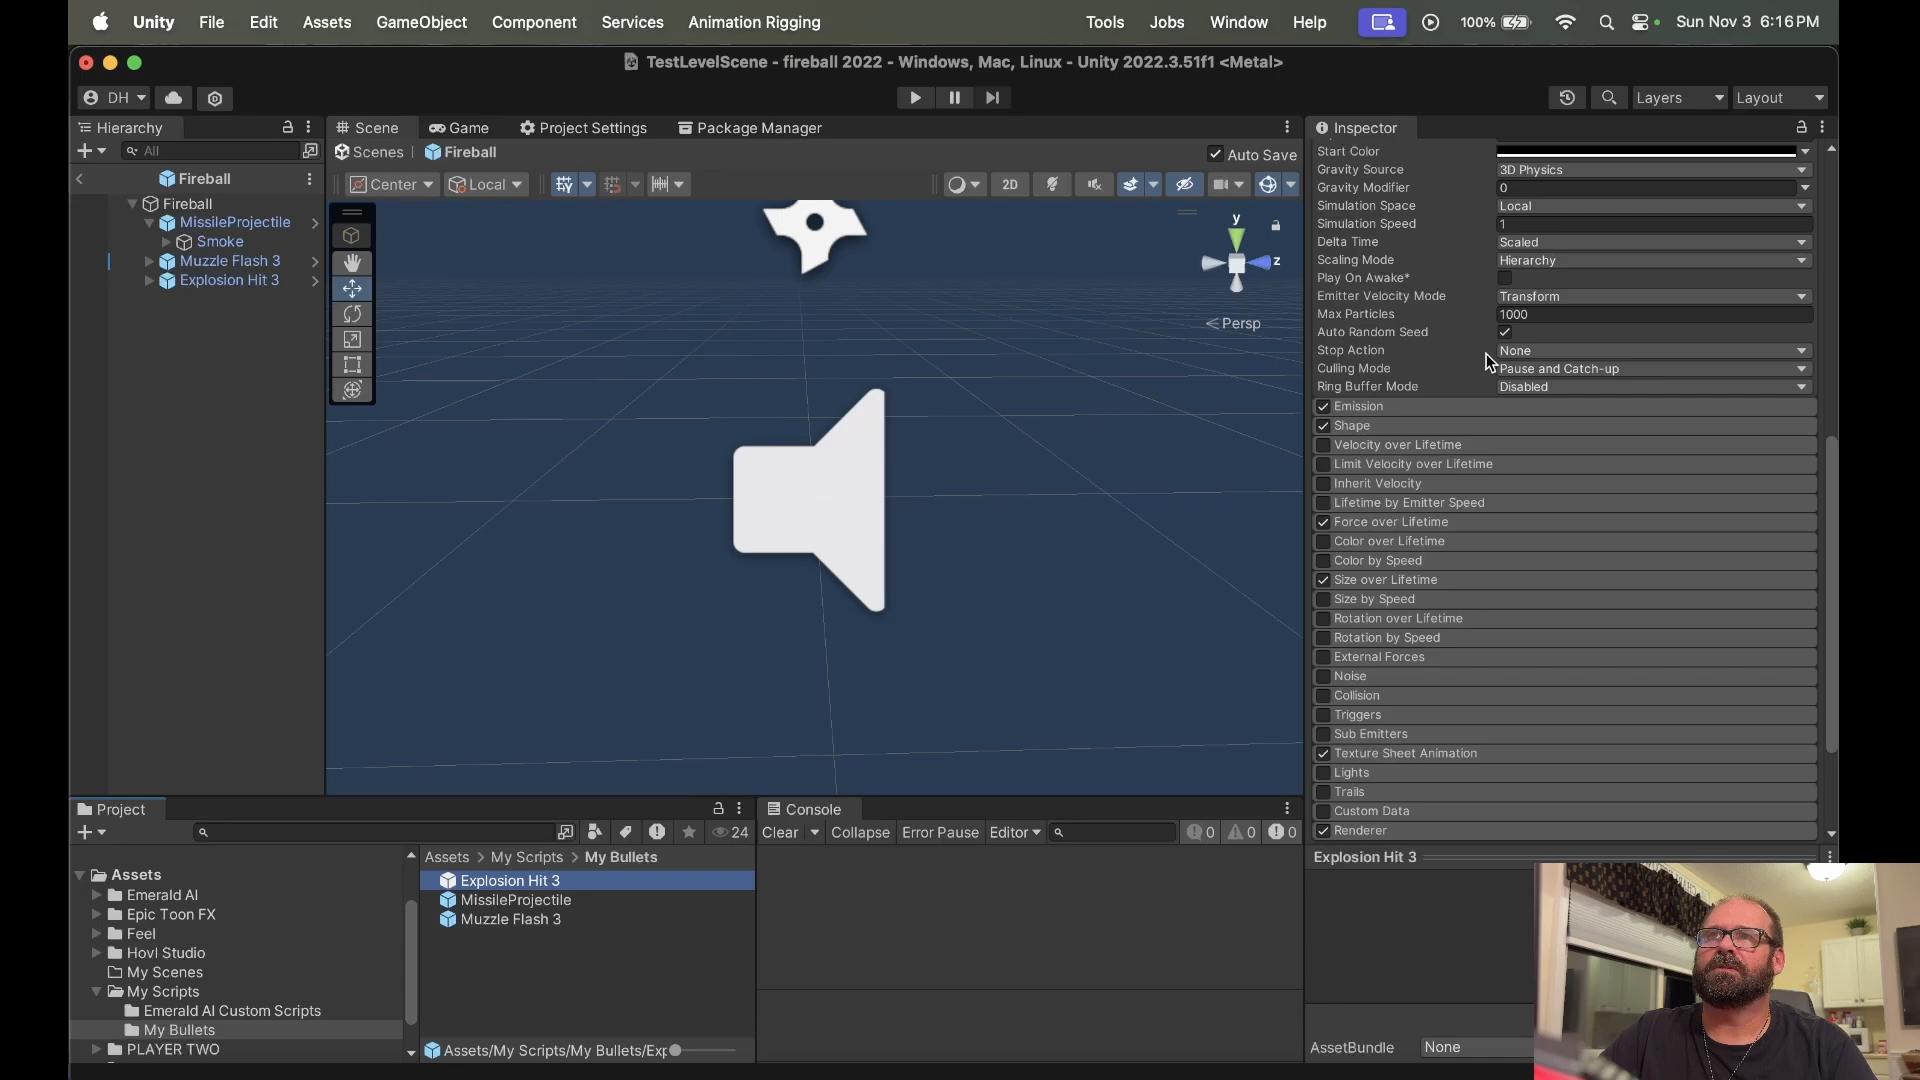 Unity File Edit Assets GameObject Component Services Animation Rigging Tools Jobs Window Help 100% Sun Nov 3 6:16 PM
TestLevelScene - fireball 2022 - Windows, Mac, Linux - Unity 2022.3.51f1 <Metal>
DH Layers Layout
Hierarchy
All
Fireball
Fireball
MissileProjectile
Smoke
Muzzle Flash 3
Explosion Hit 3
Scene Game Project Settings Package Manager
Scenes Fireball Auto Save
Center Local 2D
y
z
Persp
Inspector
Start Color
Gravity Source 3D Physics
Gravity Modifier 0
Simulation Space Local
Simulation Speed 1
Delta Time Scaled
Scaling Mode Hierarchy
Play On Awake*
Emitter Velocity Mode Transform
Max Particles 1000
Auto Random Seed
Stop Action None
Culling Mode Pause and Catch-up
Ring Buffer Mode Disabled
Emission
Shape
Velocity over Lifetime
Limit Velocity over Lifetime
Inherit Velocity
Lifetime by Emitter Speed
Force over Lifetime
Color over Lifetime
Color by Speed
Size over Lifetime
Size by Speed
Rotation over Lifetime
Rotation by Speed
External Forces
Noise
Collision
Triggers
Sub Emitters
Texture Sheet Animation
Lights
Trails
Custom Data
Renderer
Explosion Hit 3
AssetBundle None
Project
24
Assets
Emerald AI
Epic Toon FX
Feel
Hovl Studio
My Scenes
My Scripts
Emerald AI Custom Scripts
My Bullets
PLAYER TWO
Assets > My Scripts > My Bullets
Explosion Hit 3
MissileProjectile
Muzzle Flash 3
Assets/My Scripts/My Bullets/Exp
Console
Clear Collapse Error Pause Editor 0 0 0